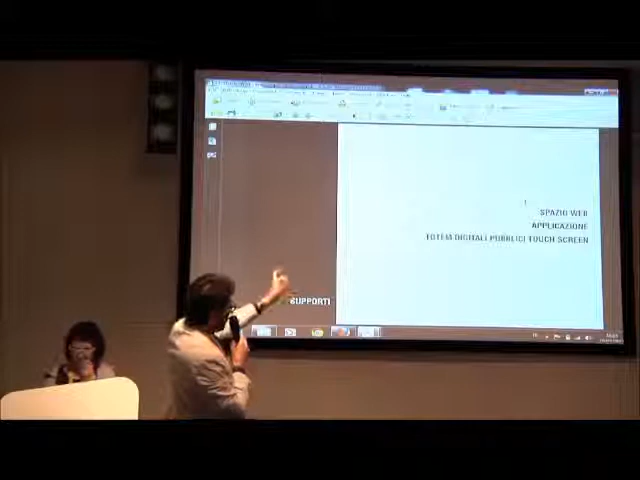 SPAZIO WEB
APPLICAZIONE
TOTEM DIGITALI PUBBLICI TOUCH SCREEN
SUPPORTI